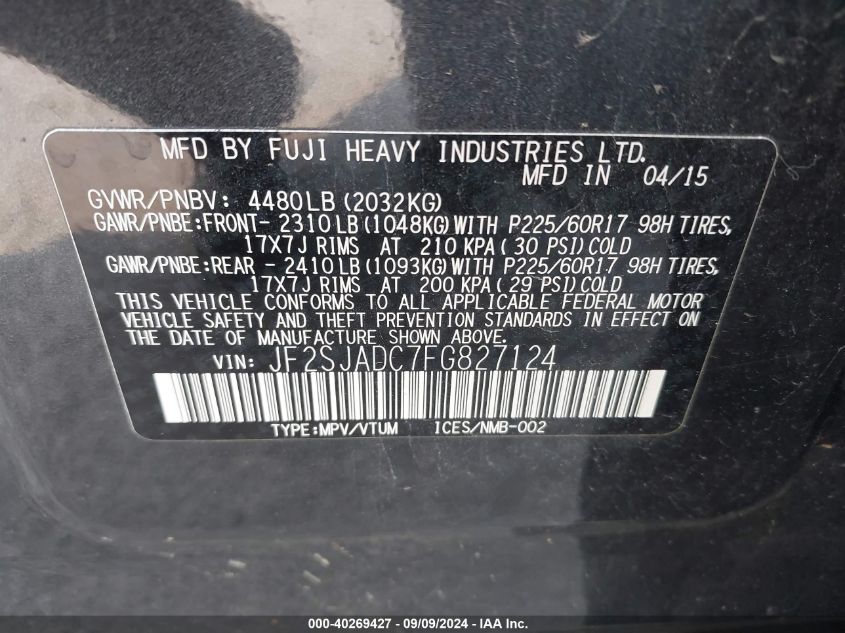 MFD BY FUJI HEAVY INDUSTRIES LTD.
MFD IN 04/15
GVWR/PNBV: 4480LB (2032KG)
GAWR/PNBE:FRONT- 2310LB (1048KG) WITH P225/60R17 98H TIRES,
17X7J RIMS AT 210 KPA (30 PSI) COLD
GAWR/PNBE:REAR - 2410LB (1093KG) WITH P225/60R17 98H TIRES,
17X7J RIMS AT 200 KPA (29 PSI) COLD
THIS VEHICLE CONFORMS TO ALL APPLICABLE FEDERAL MOTOR
VEHICLE SAFETY AND THEFT PREVENTION STANDARDS IN EFFECT ON
THE DATE OF MANUFACTURE SHOWN ABOVE.
VIN: JF2SJADC7FG827124
TYPE:MPV/VTUM ICES/NMB-002
000-40269427 - 09/09/2024 - IAA Inc.